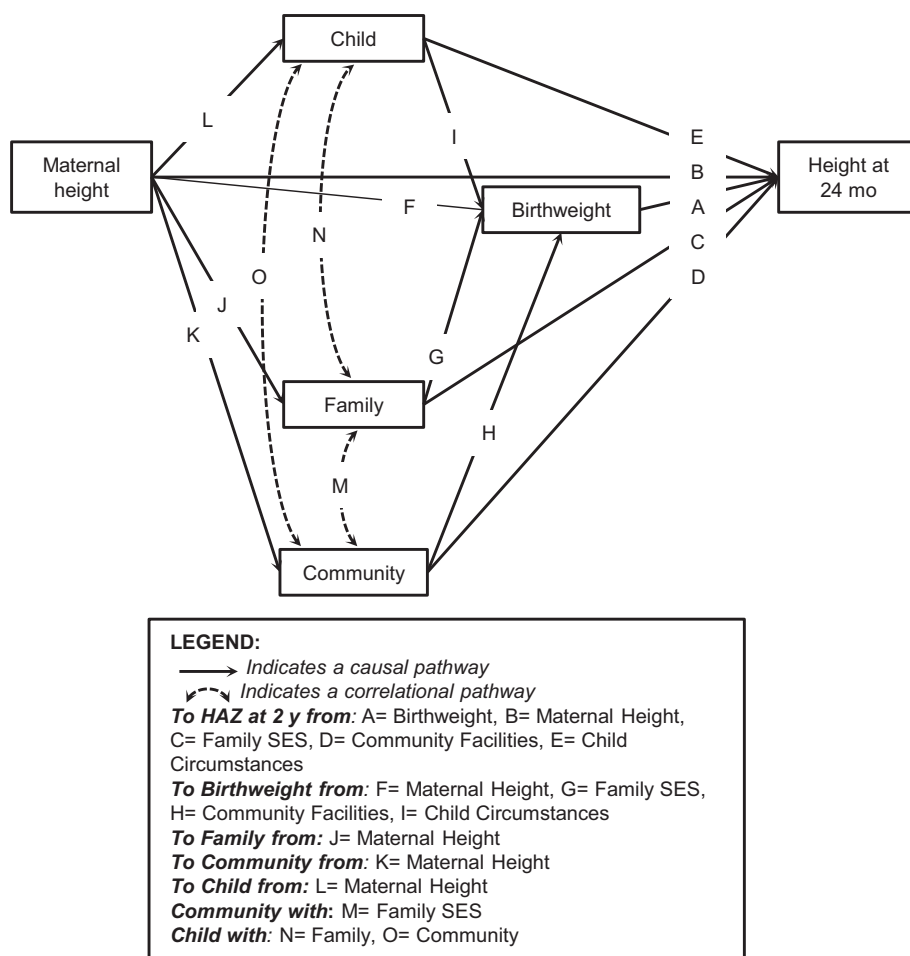 Child
L
I
E
Maternal
height
B
Height at
24 mo
F
A
Birthweight
N
C
O
D
J
K
G
Family
H
M
Community
LEGEND:
Indicates a causal pathway
Indicates a correlational pathway
To HAZ at 2 y from: A= Birthweight, B= Maternal Height,
C= Family SES, D= Community Facilities, E= Child
Circumstances
To Birthweight from: F= Maternal Height, G= Family SES,
H= Community Facilities, I= Child Circumstances
To Family from: J= Maternal Height
To Community from: K= Maternal Height
To Child from: L= Maternal Height
Community with: M= Family SES
Child with: N= Family, O= Community